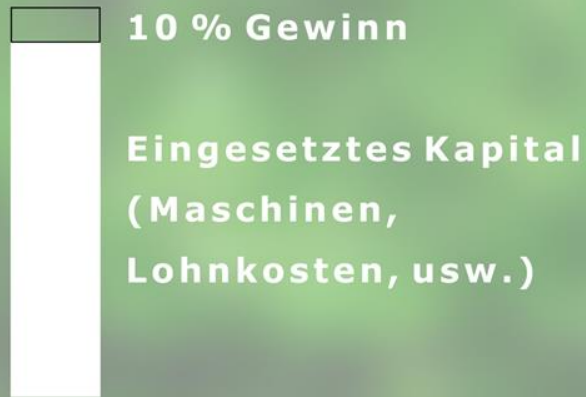 10 % Gewinn
Eingesetztes Kapital
(Maschinen,
Lohnkosten, usw.)